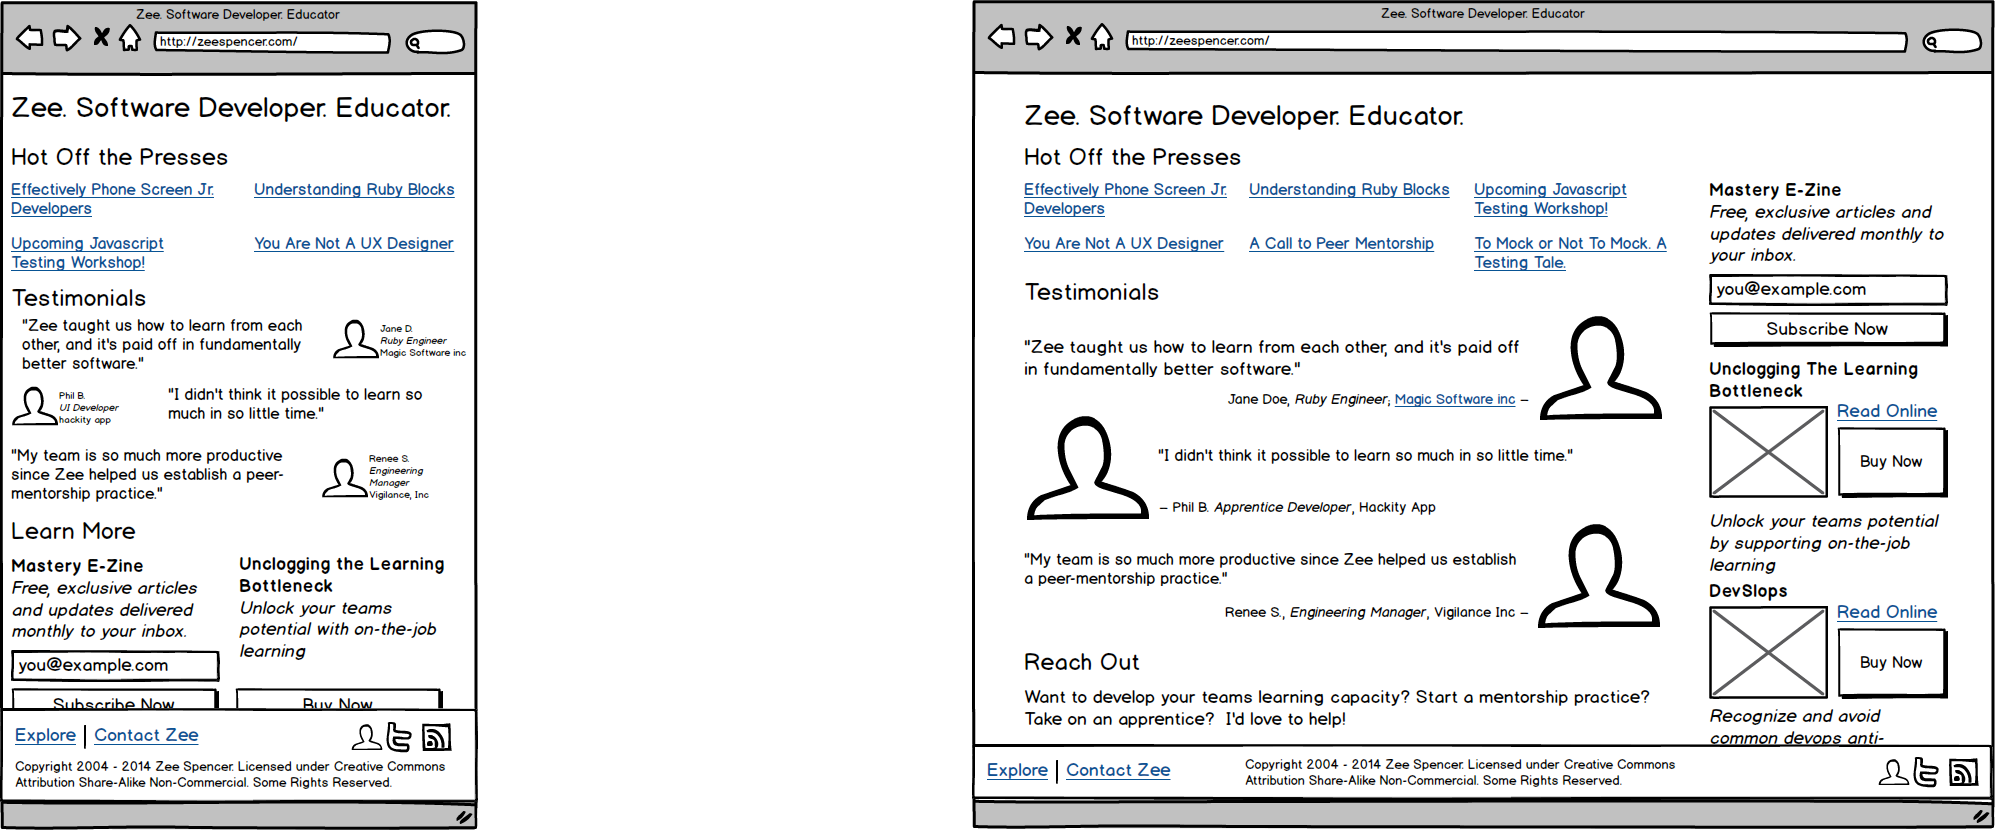 Zee. Software Developer. Educator
http://zeespencer.com/
Zee. Software Developer. Educator.
Hot Off the Presses
Effectively Phone Screen Jr.
Developers
Understanding Ruby Blocks
Upcoming Javascript
Testing Workshop!
You Are Not A UX Designer
Testimonials
"Zee taught us how to learn from each
other, and it's paid off in fundamentally
better software."
Jane D.
Ruby Engineer
Magic Software inc
Phil B.
UI Developer
hackity app
"I didn't think it possible to learn so
much in so little time."
"My team is so much more productive
since Zee helped us establish a peer-
mentorship practice."
Renee S.
Engineering
Manager
Vigilance, Inc
Learn More
Mastery E-Zine
Free, exclusive articles
and updates delivered
monthly to your inbox.
you@example.com
Subscribe Now
Unclogging the Learning
Bottleneck
Unlock your teams
potential with on-the-job
learning
Buy Now
Explore | Contact Zee
Copyright 2004 - 2014 Zee Spencer. Licensed under Creative Commons
Attribution Share-Alike Non-Commercial. Some Rights Reserved.
Zee. Software Developer. Educator
http://zeespencer.com/
Zee. Software Developer. Educator.
Hot Off the Presses
Effectively Phone Screen Jr.
Developers
Understanding Ruby Blocks
Upcoming Javascript
Testing Workshop!
You Are Not A UX Designer
A Call to Peer Mentorship
To Mock or Not To Mock. A
Testing Tale.
Testimonials
"Zee taught us how to learn from each other, and it's paid off
in fundamentally better software."
Jane Doe, Ruby Engineer, Magic Software inc –
"I didn't think it possible to learn so much in so little time."
– Phil B. Apprentice Developer, Hackity App
"My team is so much more productive since Zee helped us establish
a peer-mentorship practice."
Renee S., Engineering Manager, Vigilance Inc –
Reach Out
Want to develop your teams learning capacity? Start a mentorship practice?
Take on an apprentice? I'd love to help!
Mastery E-Zine
Free, exclusive articles and
updates delivered monthly to
your inbox.
you@example.com
Subscribe Now
Unclogging The Learning
Bottleneck
Read Online
Buy Now
Unlock your teams potential
by supporting on-the-job
learning
DevSlops
Read Online
Buy Now
Recognize and avoid
common devops anti-
Explore | Contact Zee
Copyright 2004 - 2014 Zee Spencer. Licensed under Creative Commons
Attribution Share-Alike Non-Commercial. Some Rights Reserved.